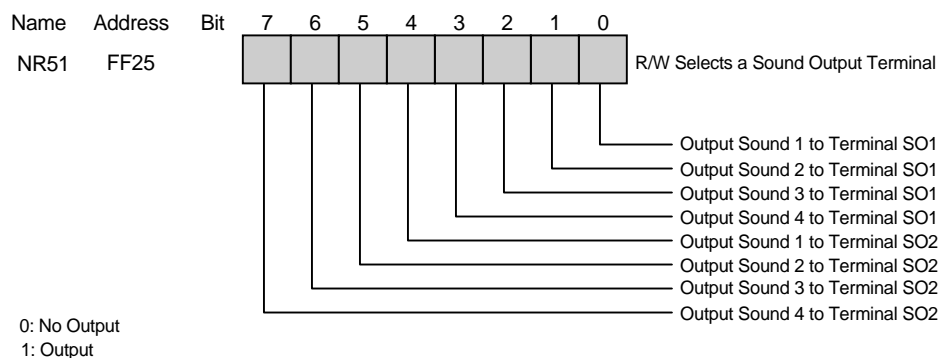 Name Address Bit 7 6 5 4 3 2 1 0
NR51 FF25 R/W Selects a Sound Output Terminal
Output Sound 1 to Terminal SO1
Output Sound 2 to Terminal SO1
Output Sound 3 to Terminal SO1
Output Sound 4 to Terminal SO1
Output Sound 1 to Terminal SO2
Output Sound 2 to Terminal SO2
Output Sound 3 to Terminal SO2
Output Sound 4 to Terminal SO2
0: No Output
1: Output